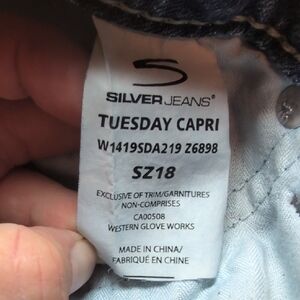 S
SILVER JEANS®
TUESDAY CAPRI
W1419SDA219 Z6898
SZ18
EXCLUSIVE OF TRIM/GARNITURES
NON-COMPRISES
CA00508
WESTERN GLOVE WORKS
MADE IN CHINA/
FABRIQUÉ EN CHINE